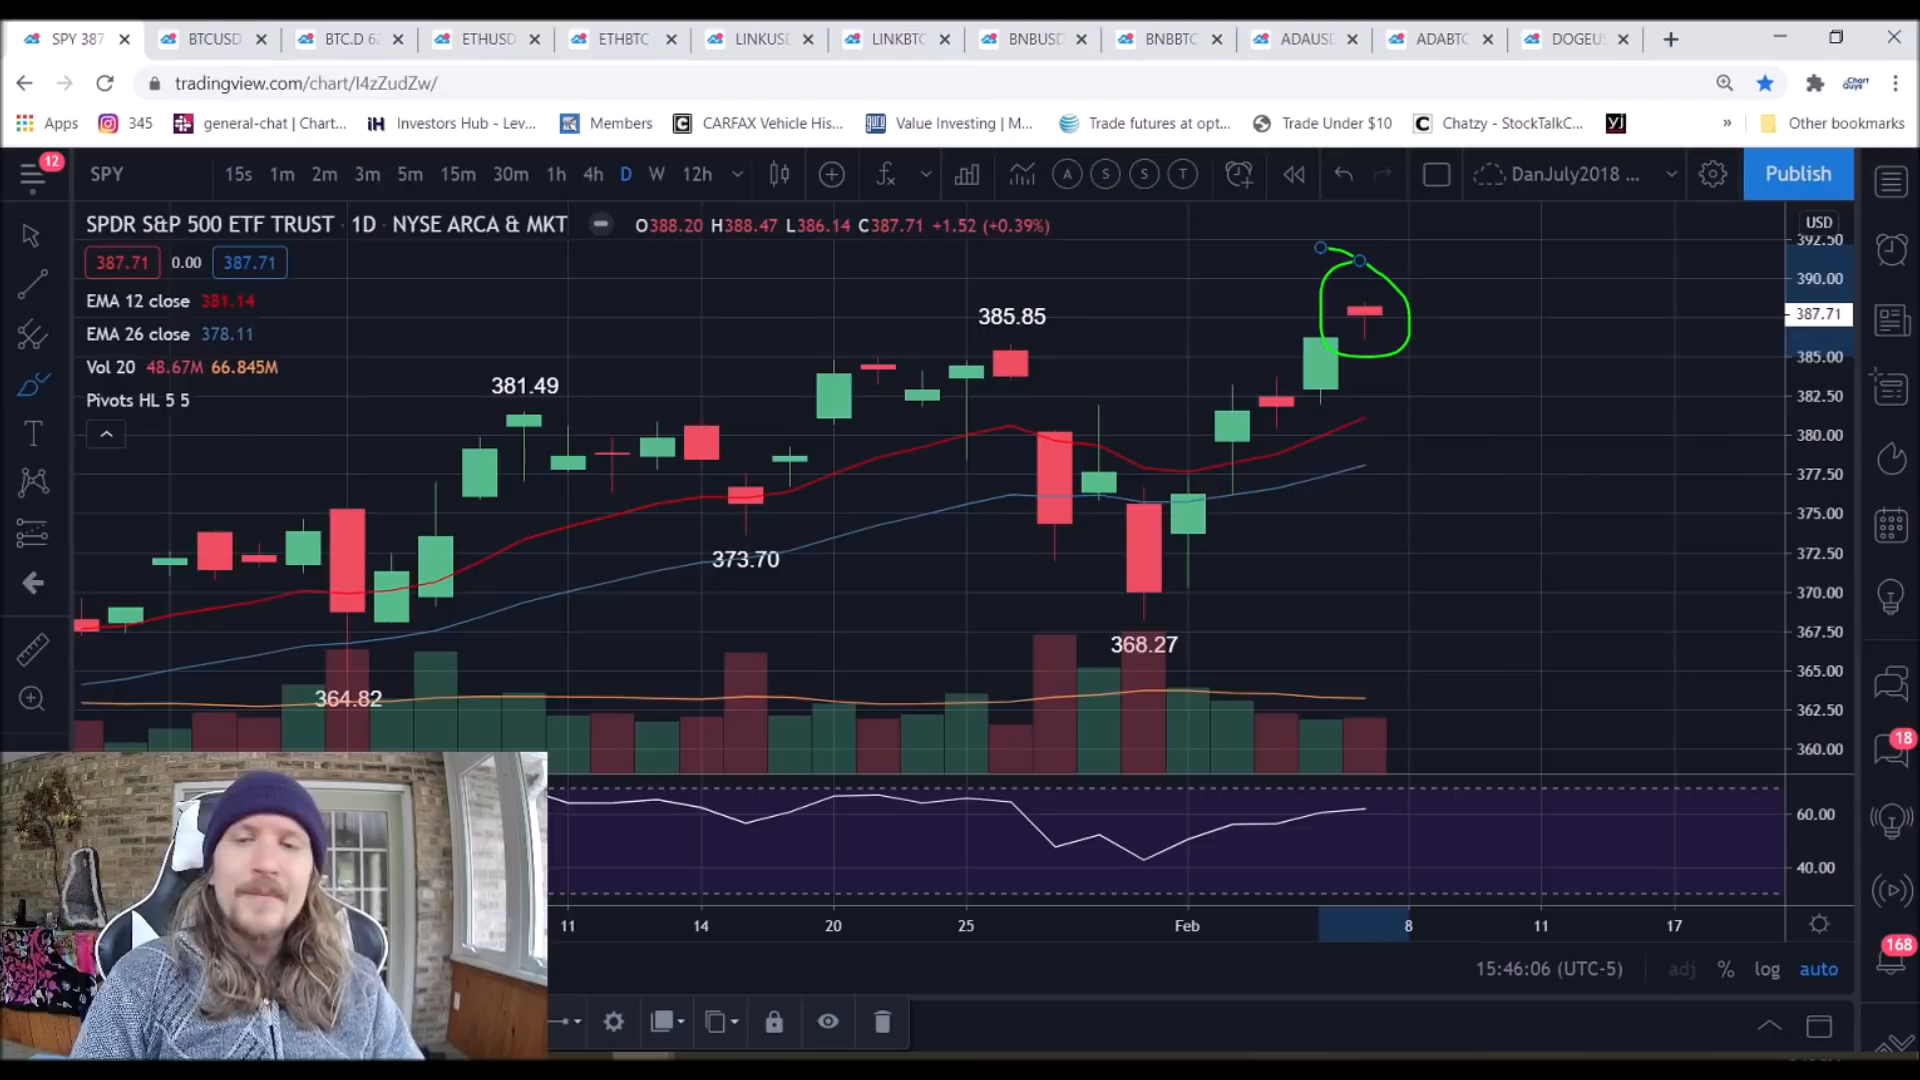 SPY 387
BTCUSD
BTC.D 62
ETHUSD
ETHBTC
LINKUS
LINKBTC
BNBUSD
BNBBTC
ADAUSD
ADABTC
DOGEUS
tradingview.com/chart/I4zZudZw/
Chart Guys
Apps
345
general-chat | Chart...
iH
Investors Hub - Lev...
Members
CARFAX Vehicle His...
guru
Value Investing | M...
Trade futures at opt...
Trade Under $10
Chatzy - StockTalkC...
YJ
»
Other bookmarks
12
SPY
15s 1m 2m 3m 5m 15m 30m 1h 4h D W 12h
A S S T
DanJuly2018 ...
Publish
SPDR S&P 500 ETF TRUST · 1D · NYSE ARCA & MKT
O388.20 H388.47 L386.14 C387.71 +1.52 (+0.39%)
USD
387.71 0.00 387.71
EMA 12 close 381.14
EMA 26 close 378.11
Vol 20 48.67M 66.845M
Pivots HL 5 5
385.85
381.49
373.70
368.27
364.82
392.50
390.00
387.71
385.00
382.50
380.00
377.50
375.00
372.50
370.00
367.50
365.00
362.50
360.00
60.00
40.00
11 14 20 25 Feb 8 11 17
15:46:06 (UTC-5)
adj % log auto
18
168